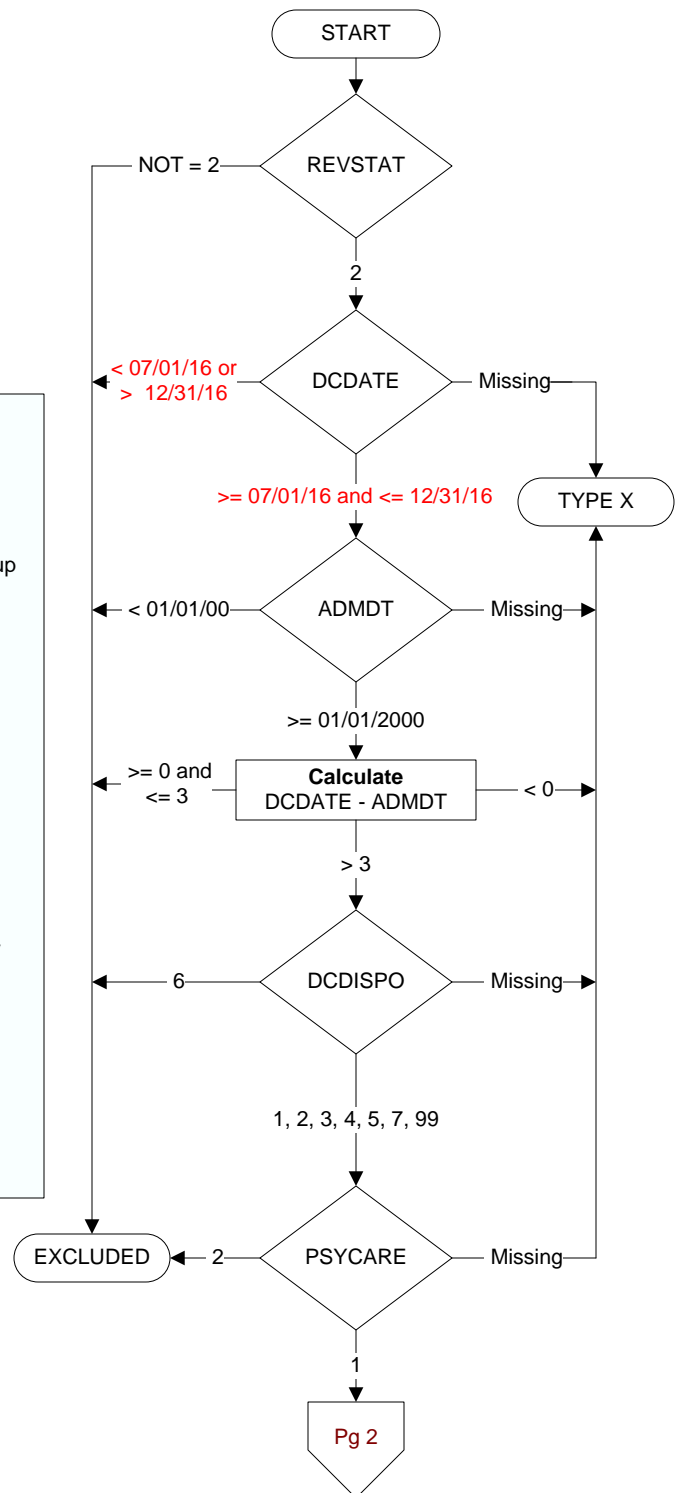 START
NOT = 2
REVSTAT
2
< 07/01/16 or
> 12/31/16
DCDATE
Missing
>= 07/01/16 and <= 12/31/16
TYPE X
up
< 01/01/00
ADMDT
Missing
>= 01/01/2000
>= 0 and
<= 3
Calculate
DCDATE - ADMDT
< 0
> 3
6
DCDISPO
Missing
1, 2, 3, 4, 5, 7, 99
EXCLUDED
2
PSYCARE
Missing
1
Pg 2